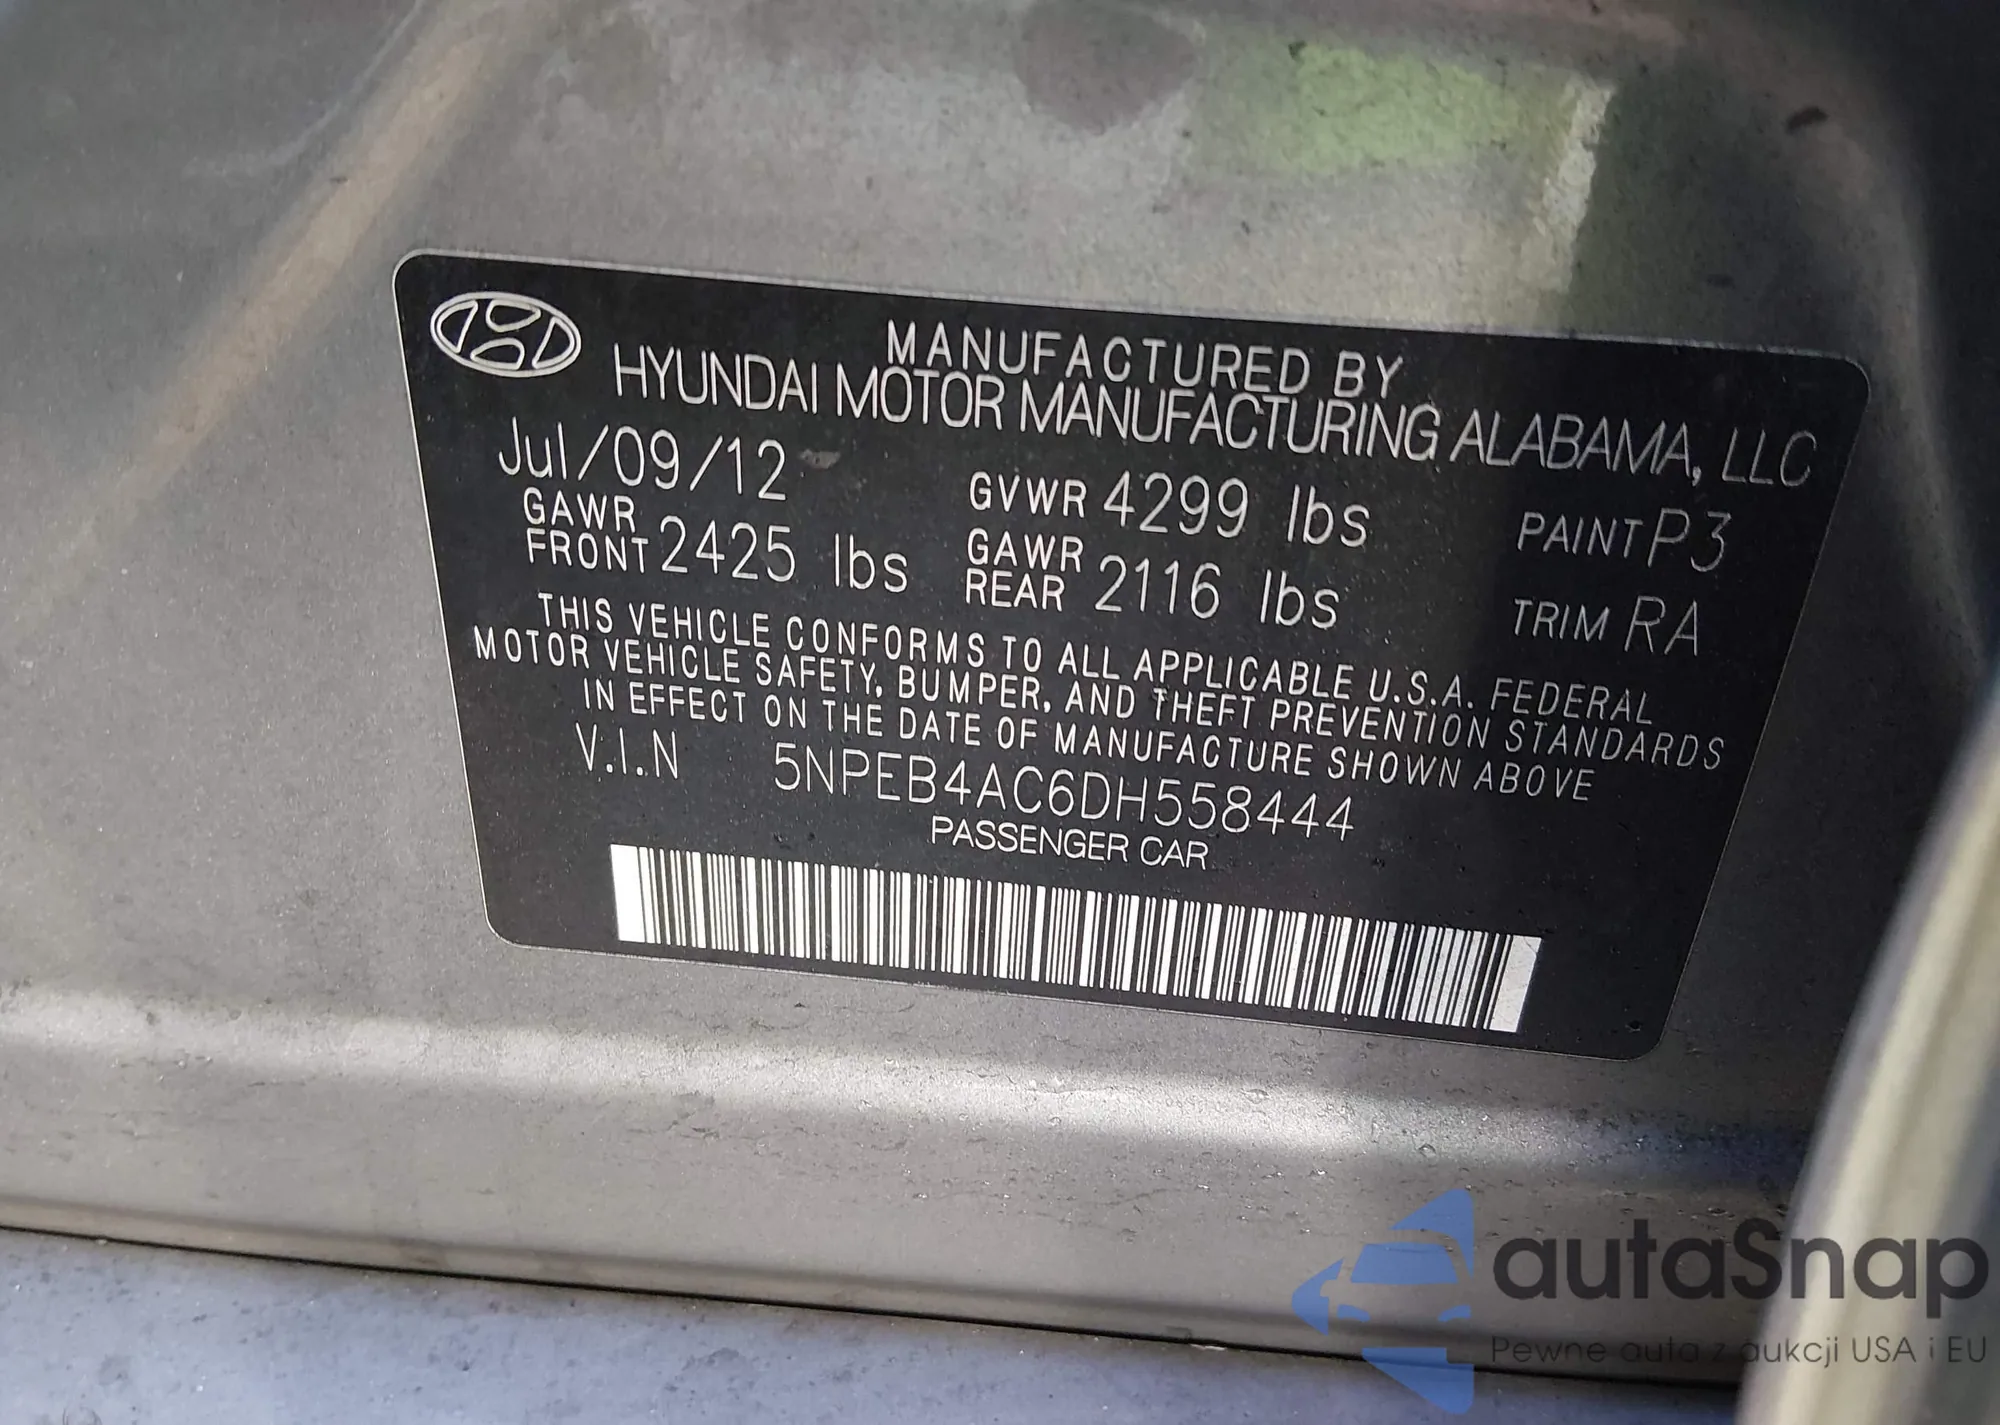 MANUFACTURED BY
HYUNDAI MOTOR MANUFACTURING ALABAMA, LLC
Jul/09/12 GVWR 4299 lbs PAINT P3
GAWR FRONT 2425 lbs GAWR REAR 2116 lbs TRIM RA
THIS VEHICLE CONFORMS TO ALL APPLICABLE U.S.A. FEDERAL
MOTOR VEHICLE SAFETY, BUMPER, AND THEFT PREVENTION STANDARDS
IN EFFECT ON THE DATE OF MANUFACTURE SHOWN ABOVE
V.I.N 5NPEB4AC6DH558444
PASSENGER CAR
autaSnap
Pewne auta z aukcji USA i EU